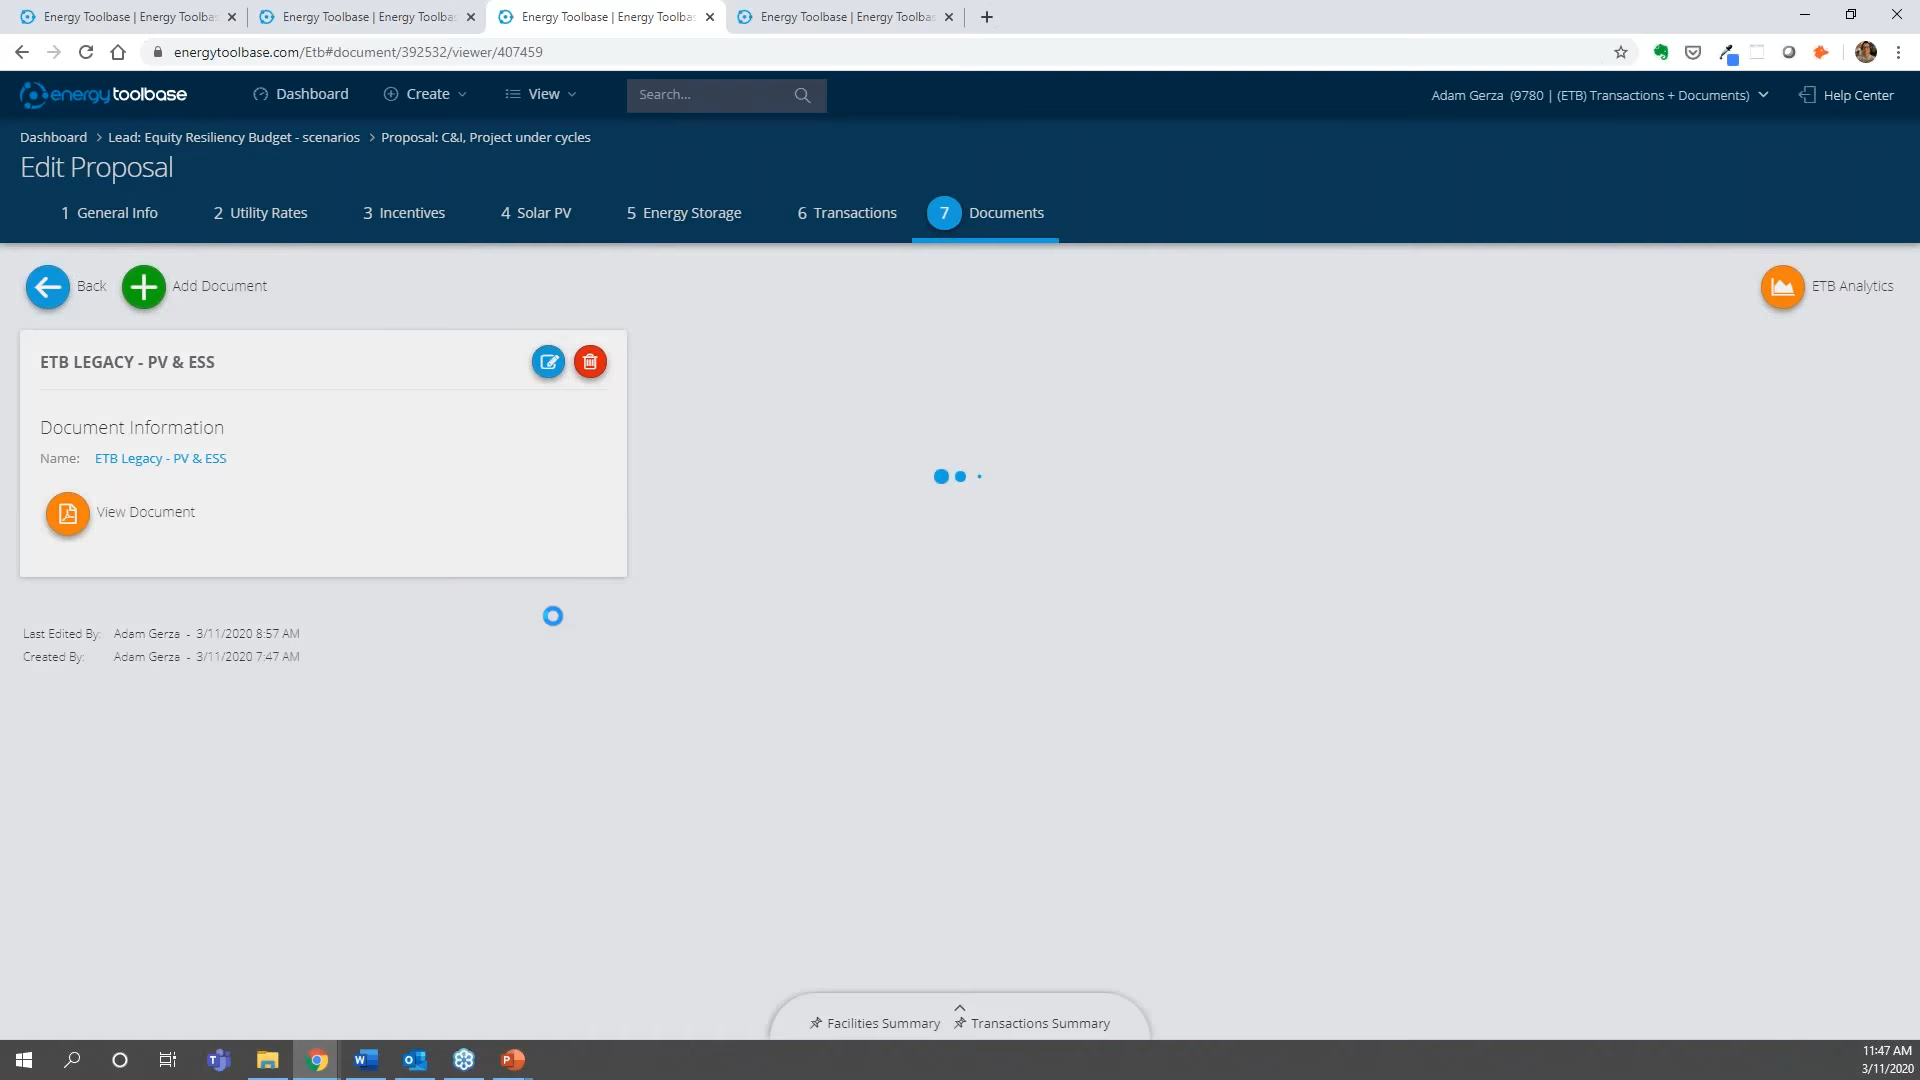 Energy Toolbase | Energy Toolbas
Energy Toolbase | Energy Toolbas
Energy Toolbase | Energy Toolbas
Energy Toolbase | Energy Toolbas
energytoolbase.com/Etb#document/392532/viewer/407459
energytoolbase
Dashboard
Create
View
Search...
Adam Gerza (9780 | (ETB) Transactions + Documents)
Help Center
Dashboard > Lead: Equity Resiliency Budget - scenarios > Proposal: C&I, Project under cycles
Edit Proposal
1 General Info
2 Utility Rates
3 Incentives
4 Solar PV
5 Energy Storage
6 Transactions
7 Documents
Back
Add Document
ETB Analytics
ETB LEGACY - PV & ESS
Document Information
Name: ETB Legacy - PV & ESS
View Document
Last Edited By: Adam Gerza - 3/11/2020 8:57 AM
Created By: Adam Gerza - 3/11/2020 7:47 AM
Facilities Summary
Transactions Summary
11:47 AM
3/11/2020